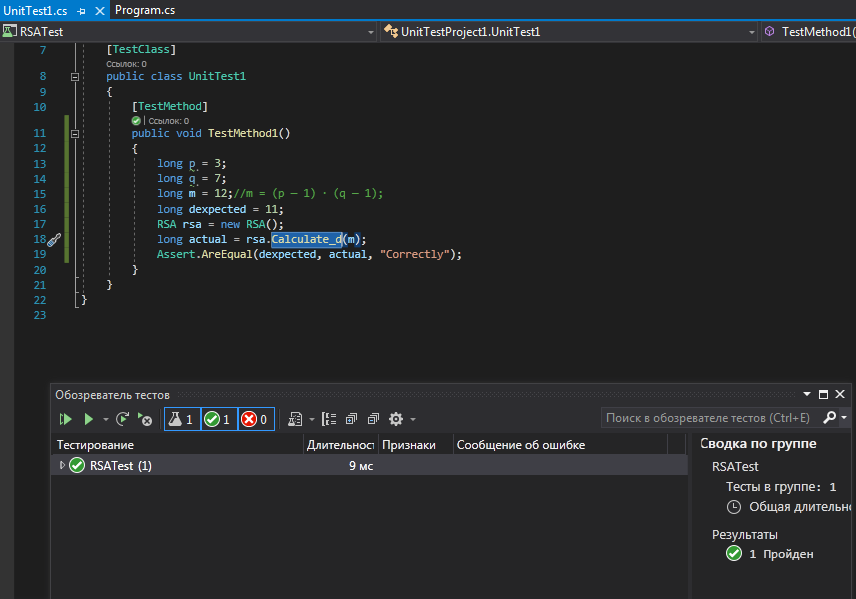 UnitTest1.cs Program.cs
RSATest UnitTestProject1.UnitTest1 TestMethod1(
7 [TestClass]
Ссылок: 0
8 public class UnitTest1
9 {
10 [TestMethod]
| Ссылок: 0
11 public void TestMethod1()
12 {
13 long p = 3;
14 long q = 7;
15 long m = 12;//m = (p − 1) · (q − 1);
16 long dexpected = 11;
17 RSA rsa = new RSA();
18 long actual = rsa.Calculate_d(m);
19 Assert.AreEqual(dexpected, actual, "Correctly");
20 }
21 }
22 }
23
Обозреватель тестов
1 1 0 Поиск в обозревателе тестов (Ctrl+E)
Тестирование Длительност Признаки Сообщение об ошибке
RSATest (1) 9 мс
Сводка по группе
RSATest
Тесты в группе: 1
Общая длительно
Результаты
1 Пройден